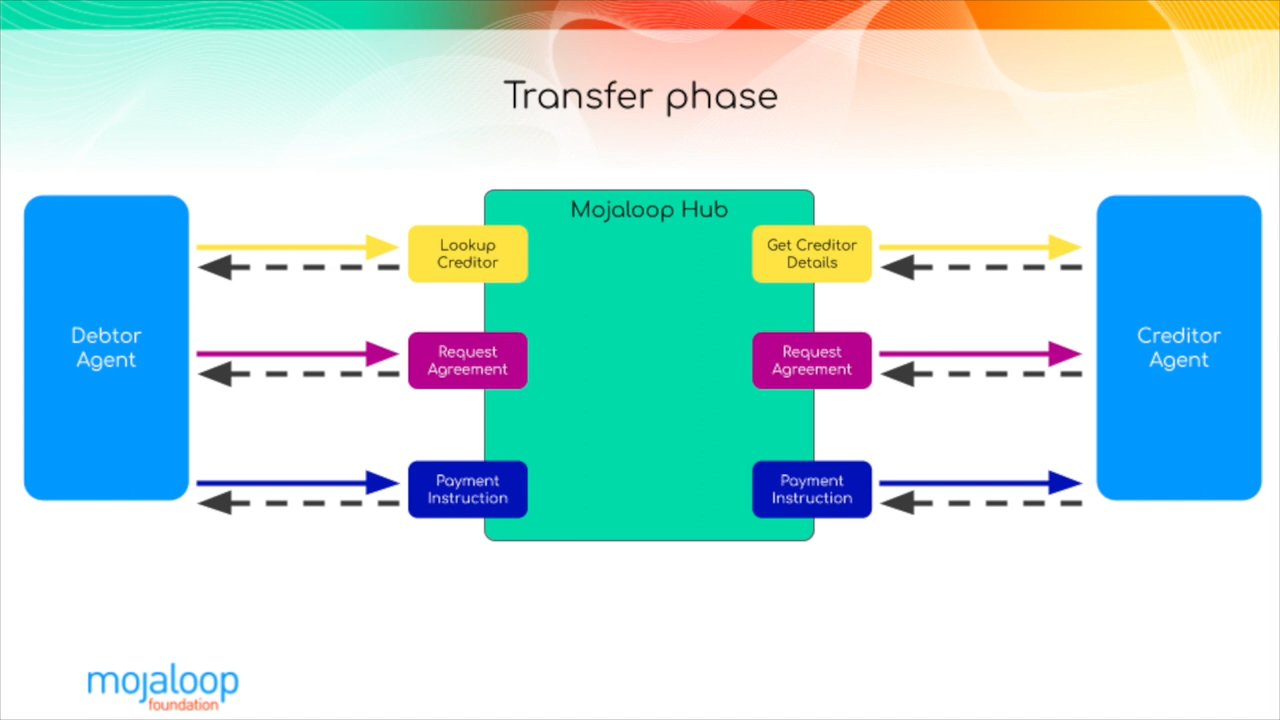 Transfer phase
Mojaloop Hub
Lookup
Creditor
Get Creditor
Details
Debtor
Agent
Request
Agreement
Request
Agreement
Creditor
Agent
Payment
Instruction
Payment
Instruction
mojaloop
foundation